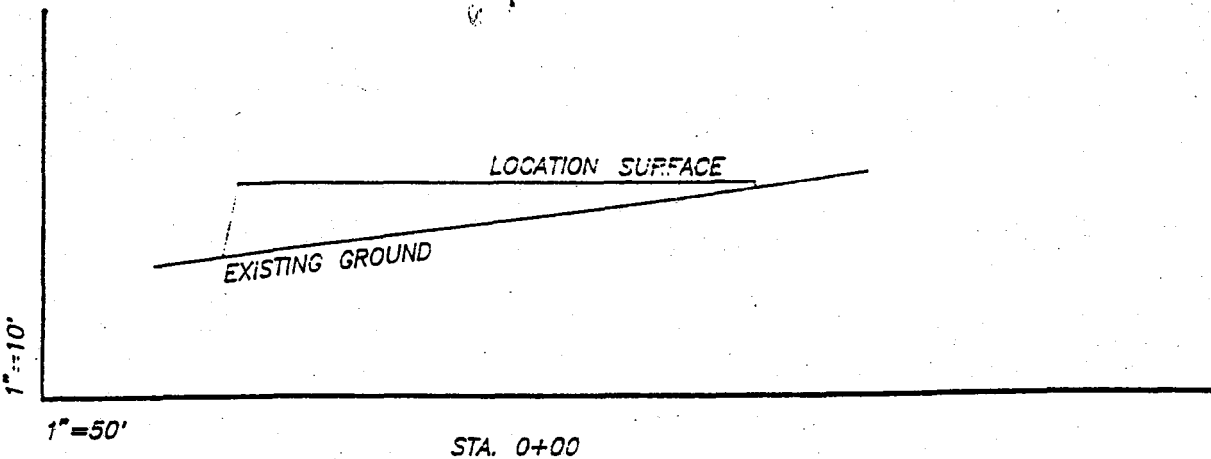 LOCATION SURFACE
EXISTING GROUND
1"=10'
1"=50'
STA. 0+00